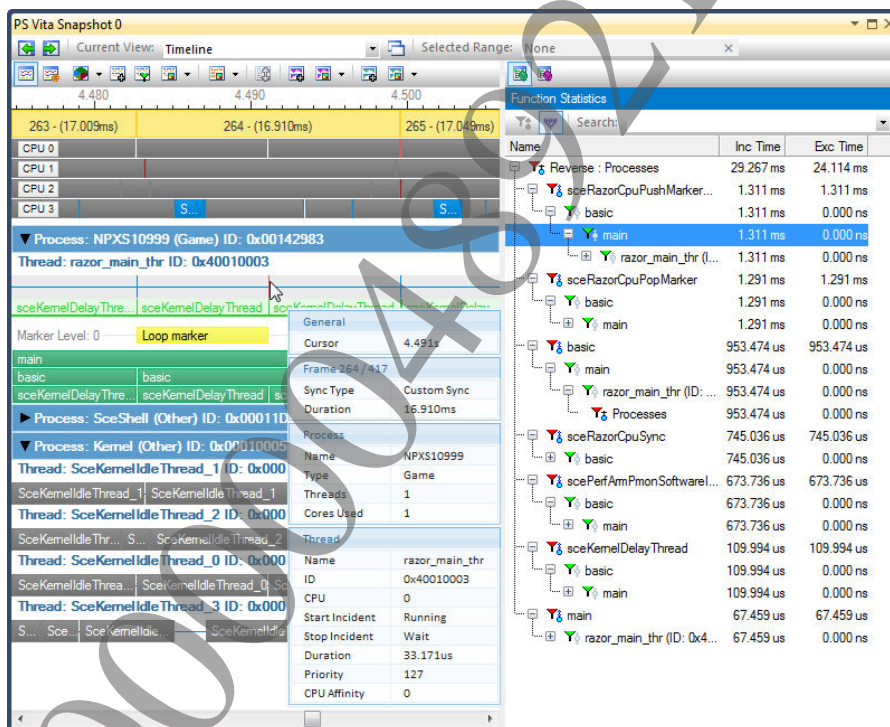 PS Vita Snapshot 0
Current View: Timeline
Selected Range: None
4.480 4.490 4.500
263 - (17.009ms) 264 - (16.910ms) 265 - (17.049ms)
CPU 0
CPU 1
CPU 2
CPU 3 S... S...
Process: NPXS10999 (Game) ID: 0x00142983
Thread: razor_main_thr ID: 0x40010003
sceKernelDelayThre... sceKernelDelayThread sceKernelDelayThread sceKernelDelay
Marker Level: 0 Loop marker
main
basic basic
sceKernelDelayThre... sceKernelDelayThread sc
Process: SceShell (Other) ID: 0x00011D
Process: Kernel (Other) ID: 0x00010005
Thread: SceKernelIdleThread_1 ID: 0x000
SceKernelIdleThread_1 SceKernelIdleThread_1
Thread: SceKernelIdleThread_2 ID: 0x000
SceKernelIdleThr... S... SceKernelIdleThread_2
Thread: SceKernelIdleThread_0 ID: 0x000
SceKernelIdleThrea... SceKernelIdleThread_0 Sc
Thread: SceKernelIdleThread_3 ID: 0x000
S... Sce... SceKernelIdle... SceKernelIdle
General
Cursor 4.491s
Frame 264 / 417
Sync Type Custom Sync
Duration 16.910ms
Process
Name NPXS10999
Type Game
Threads 1
Cores Used 1
Thread
Name razor_main_thr
ID 0x40010003
CPU 0
Start Incident Running
Stop Incident Wait
Duration 33.171us
Priority 127
CPU Affinity 0
Function Statistics
Search:
Name Inc Time Exc Time
Reverse : Processes 29.267 ms 24.114 ms
sceRazorCpuPushMarker... 1.311 ms 1.311 ms
basic 1.311 ms 0.000 ns
main 1.311 ms 0.000 ns
razor_main_thr (I... 1.311 ms 0.000 ns
sceRazorCpuPopMarker 1.291 ms 1.291 ms
basic 1.291 ms 0.000 ns
main 1.291 ms 0.000 ns
basic 953.474 us 953.474 us
main 953.474 us 0.000 ns
razor_main_thr (ID: ... 953.474 us 0.000 ns
Processes 953.474 us 0.000 ns
sceRazorCpuSync 745.036 us 745.036 us
basic 745.036 us 0.000 ns
scePerfArmPmonSoftwareI... 673.736 us 673.736 us
basic 673.736 us 0.000 ns
main 673.736 us 0.000 ns
sceKernelDelayThread 109.994 us 109.994 us
basic 109.994 us 0.000 ns
main 109.994 us 0.000 ns
main 67.459 us 67.459 us
razor_main_thr (ID: 0x4... 67.459 us 0.000 ns